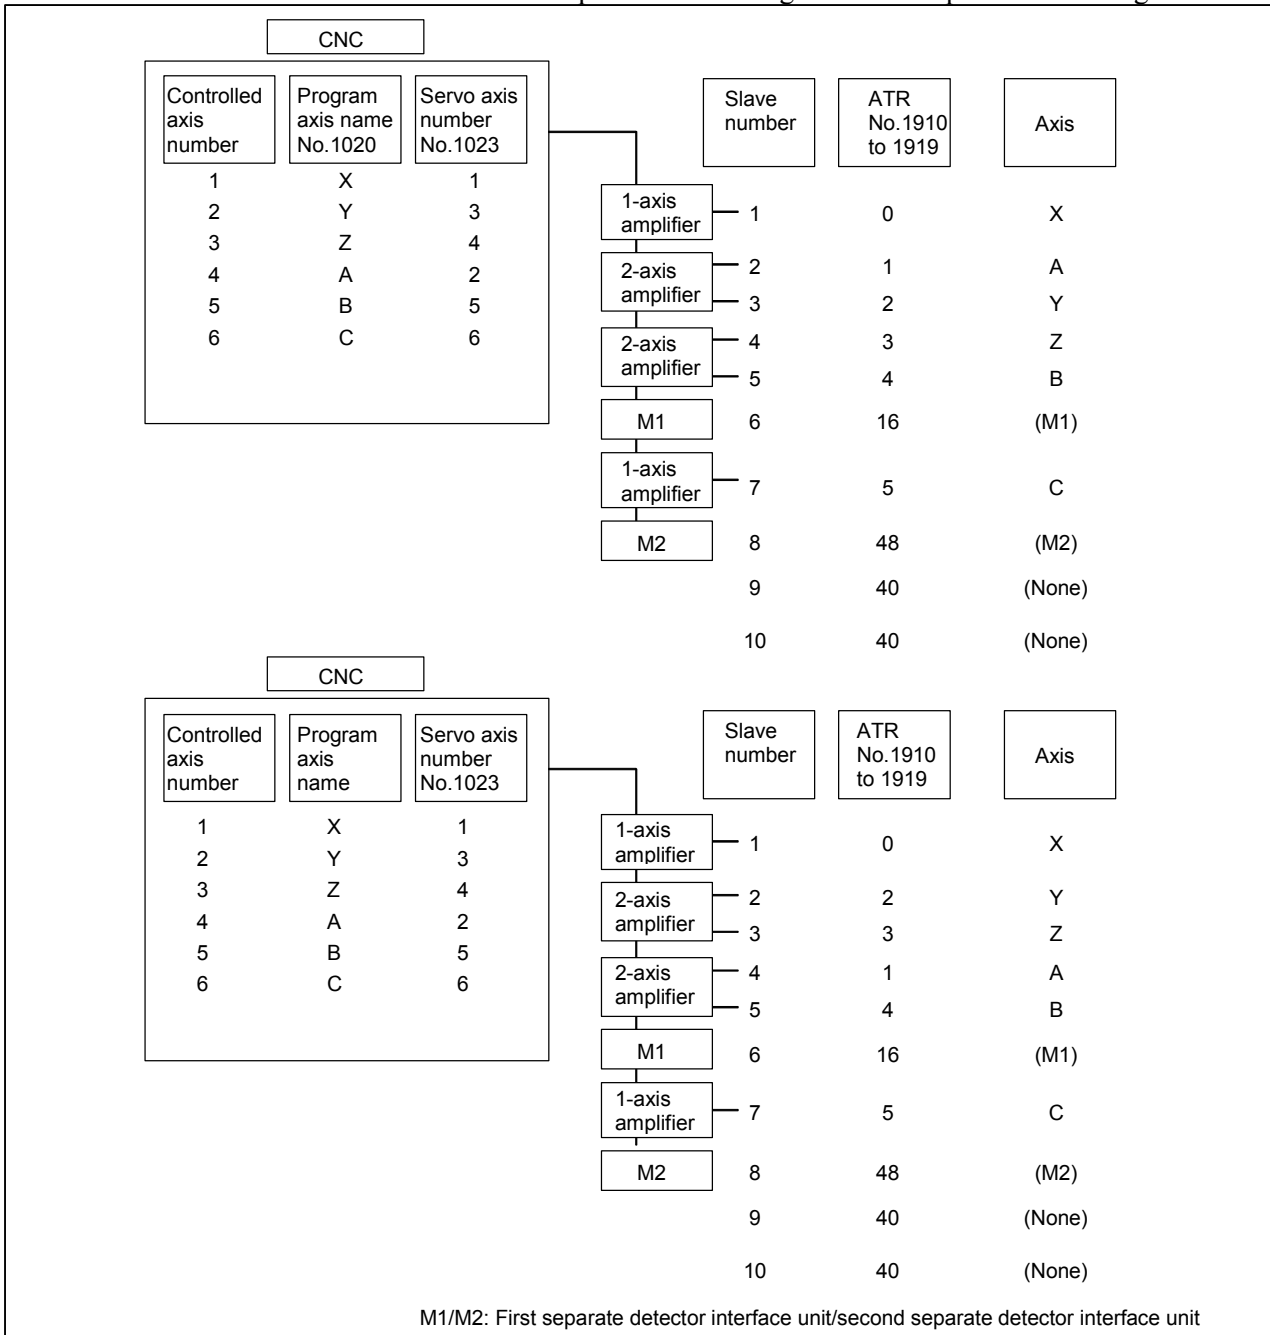 CNC
Controlled axis number
Program axis name No.1020
Servo axis number No.1023
Slave number
ATR No.1910 to 1919
Axis
1 X 1
2 Y 3
3 Z 4
4 A 2
5 B 5
6 C 6
1-axis amplifier 1 0 X
2-axis amplifier 2 1 A
3 2 Y
2-axis amplifier 4 3 Z
5 4 B
M1 6 16 (M1)
1-axis amplifier 7 5 C
M2 8 48 (M2)
9 40 (None)
10 40 (None)
CNC
Controlled axis number
Program axis name
Servo axis number No.1023
Slave number
ATR No.1910 to 1919
Axis
1 X 1
2 Y 3
3 Z 4
4 A 2
5 B 5
6 C 6
1-axis amplifier 1 0 X
2-axis amplifier 2 2 Y
3 3 Z
2-axis amplifier 4 1 A
5 4 B
M1 6 16 (M1)
1-axis amplifier 7 5 C
M2 8 48 (M2)
9 40 (None)
10 40 (None)
M1/M2: First separate detector interface unit/second separate detector interface unit